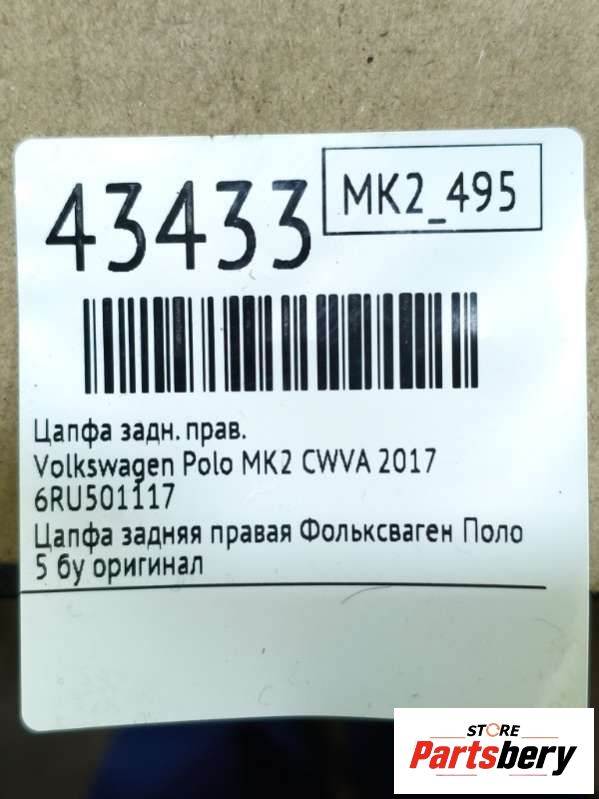 43433
MK2_495
Цапфа задн. прав.
Volkswagen Polo MK2 CWVA 2017
6RU501117
Цапфа задняя правая Фольксваген Поло
5 бу оригинал
STORE
Partsbery